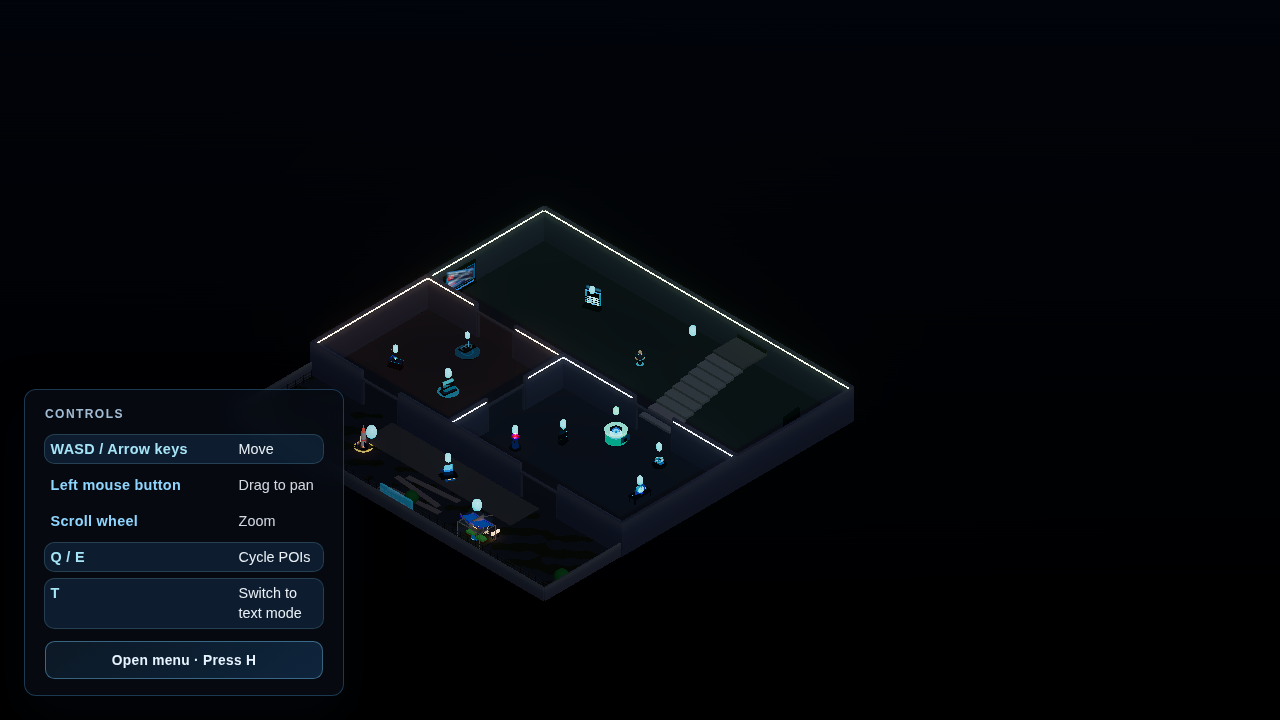 CONTROLS
WASD / Arrow keys Move
Left mouse button Drag to pan
Scroll wheel Zoom
Q / E Cycle POIs
T Switch to
text mode
Open menu · Press H